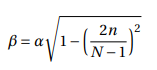 β = α√(1 − (2n / (N − 1))²)